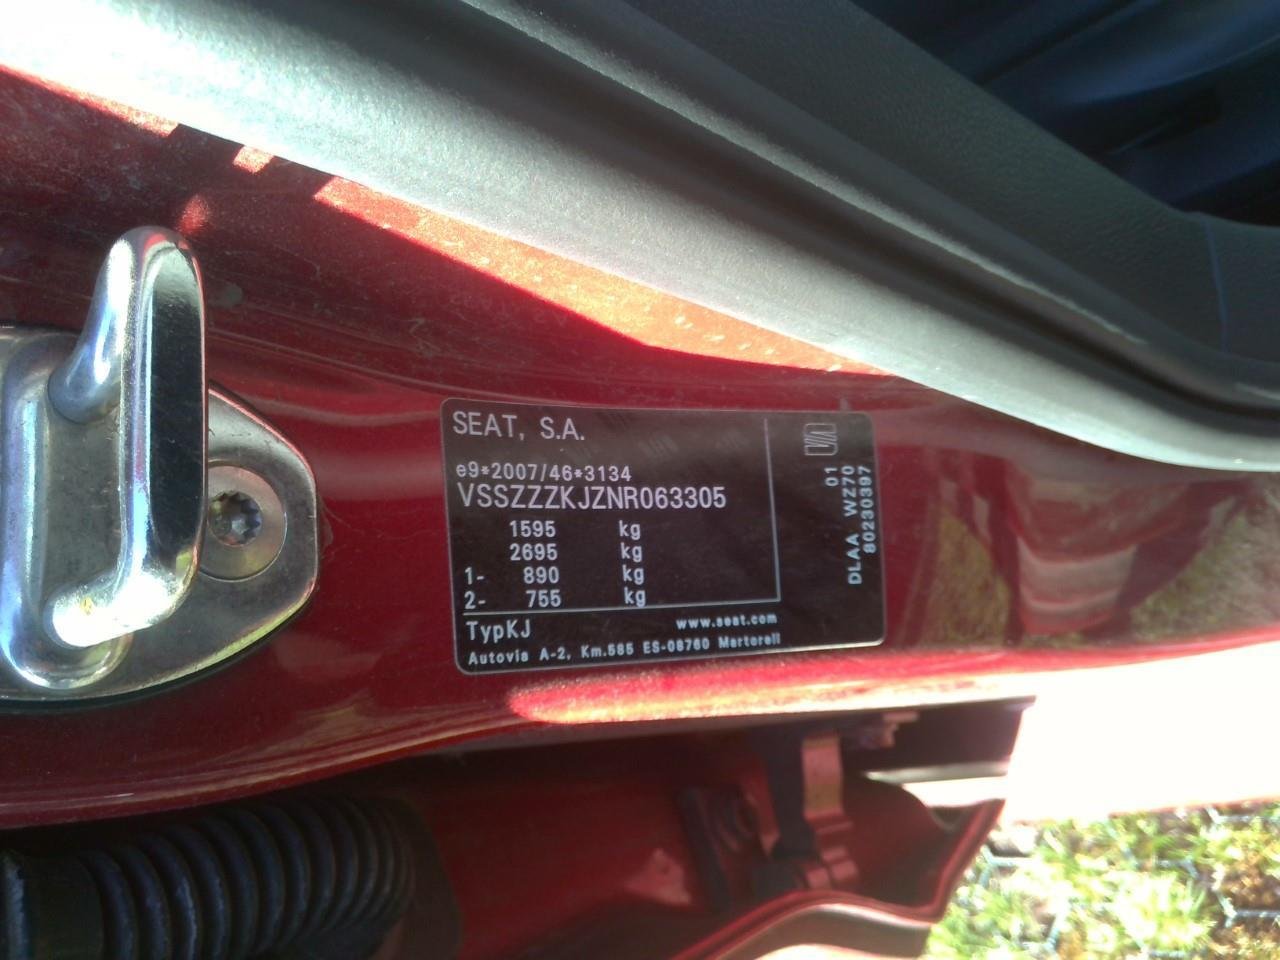 SEAT, S.A.
e9*2007/46*3134
VSSZZZKJZNR063305
1595 kg
2695 kg
1- 890 kg
2- 755 kg
TypKJ www.seat.com
Autovia A-2, Km.585 ES-08760 Martorell
01
DLAA WZ70
80230397